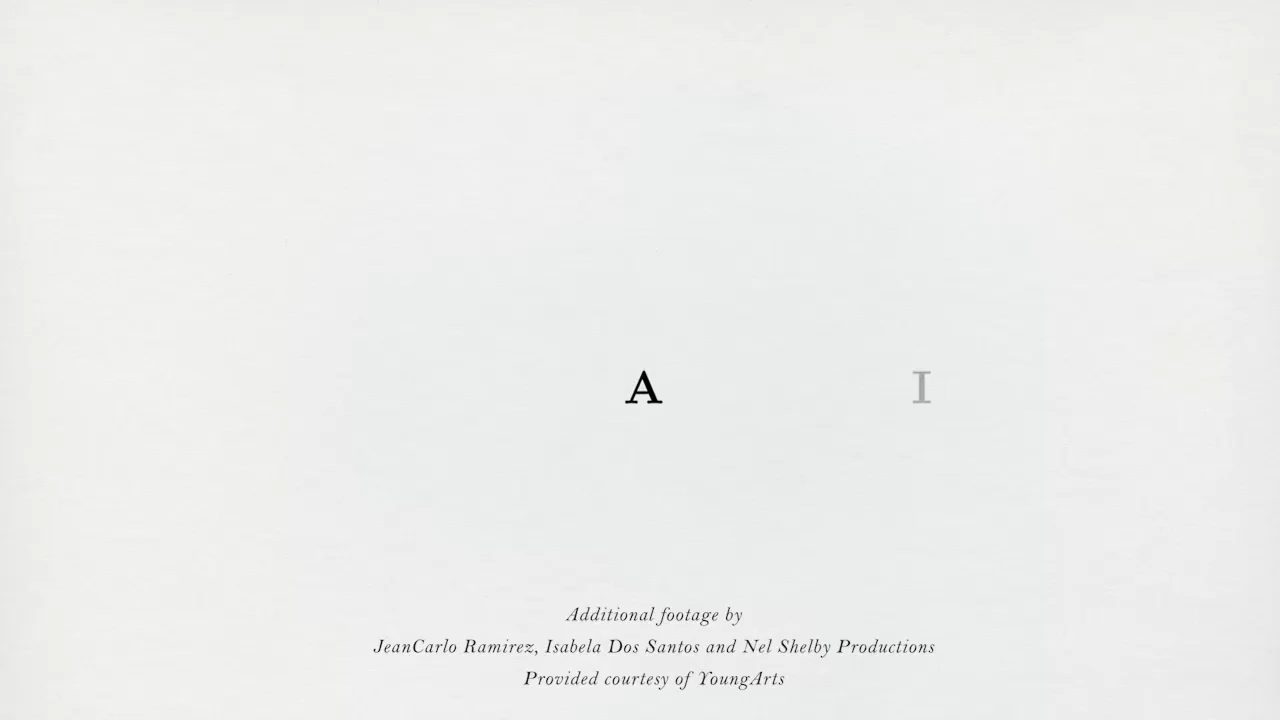 A I
Additional footage by
JeanCarlo Ramirez, Isabela Dos Santos and Nel Shelby Productions
Provided courtesy of YoungArts